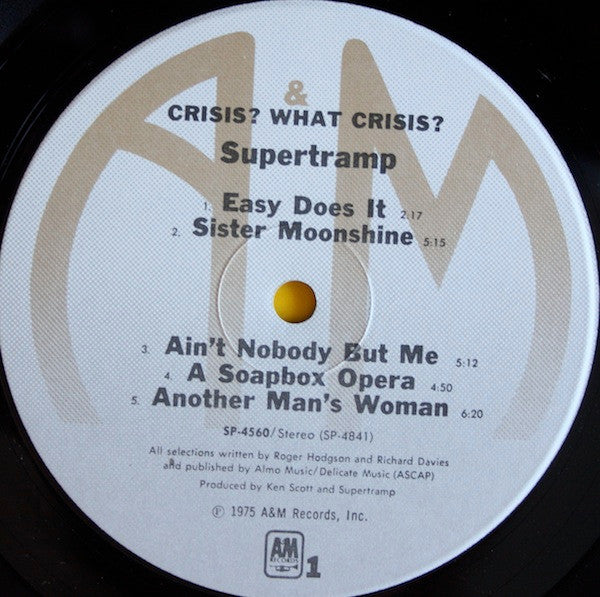 &
CRISIS? WHAT CRISIS?
Supertramp
1. Easy Does It 2:17
2. Sister Moonshine 5:15
3. Ain't Nobody But Me 5:12
4. A Soapbox Opera 4:50
5. Another Man's Woman 6:20
SP-4560/Stereo (SP-4841)
All selections written by Roger Hodgson and Richard Davies
and published by Almo Music/Delicate Music (ASCAP)
Produced by Ken Scott and Supertramp
℗ 1975 A&M Records, Inc.
A&M
RECORDS
1